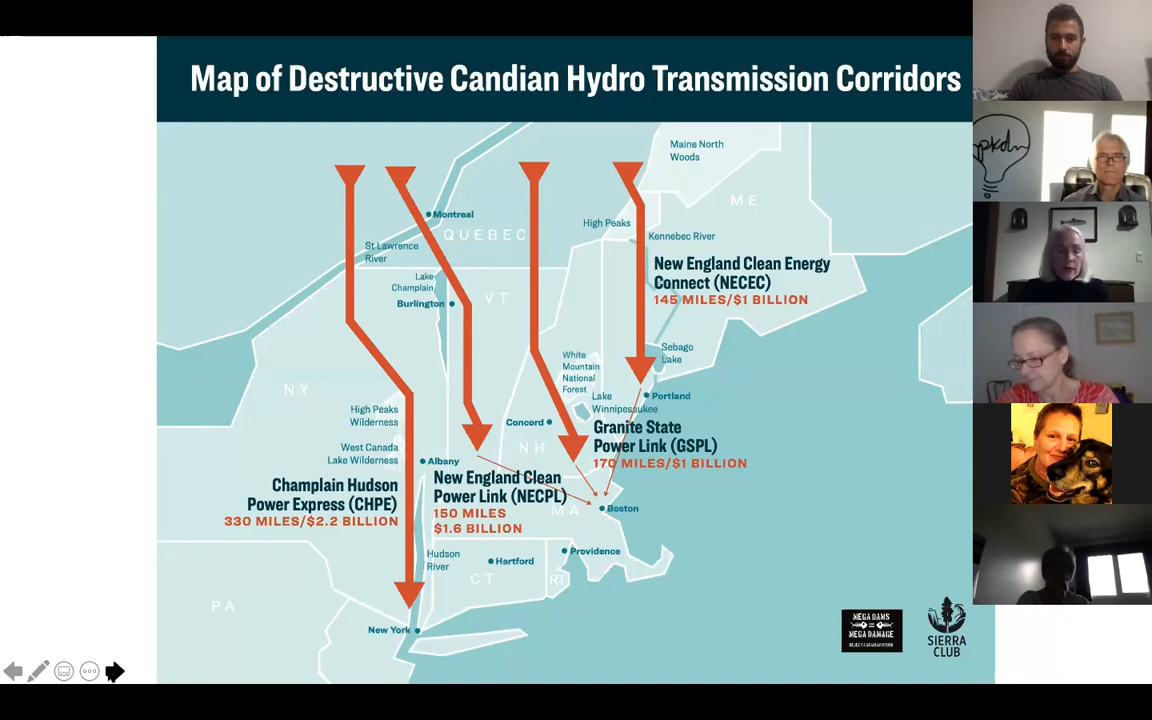 Map of Destructive Candian Hydro Transmission Corridors
Maine North
Woods
ME
Montreal
QUEBEC
High Peaks
Kennebec River
St Lawrence
River
New England Clean Energy
Connect (NECEC)
145 MILES/$1 BILLION
Lake
Champlain
Burlington
VT
Sebago
Lake
White
Mountain
National
Forest
NY
Lake
Winnipesaukee
Portland
High Peaks
Wilderness
Concord
Granite State
Power Link (GSPL)
170 MILES/$1 BILLION
NH
West Canada
Lake Wilderness
Albany
Champlain Hudson
Power Express (CHPE)
330 MILES/$2.2 BILLION
New England Clean
Power Link (NECPL)
150 MILES
$1.6 BILLION
MA
Boston
Hudson
River
Hartford
Providence
CT
RI
PA
New York
MEGA DAMS
=
MEGA DAMAGE
SIERRA
CLUB
pkdn